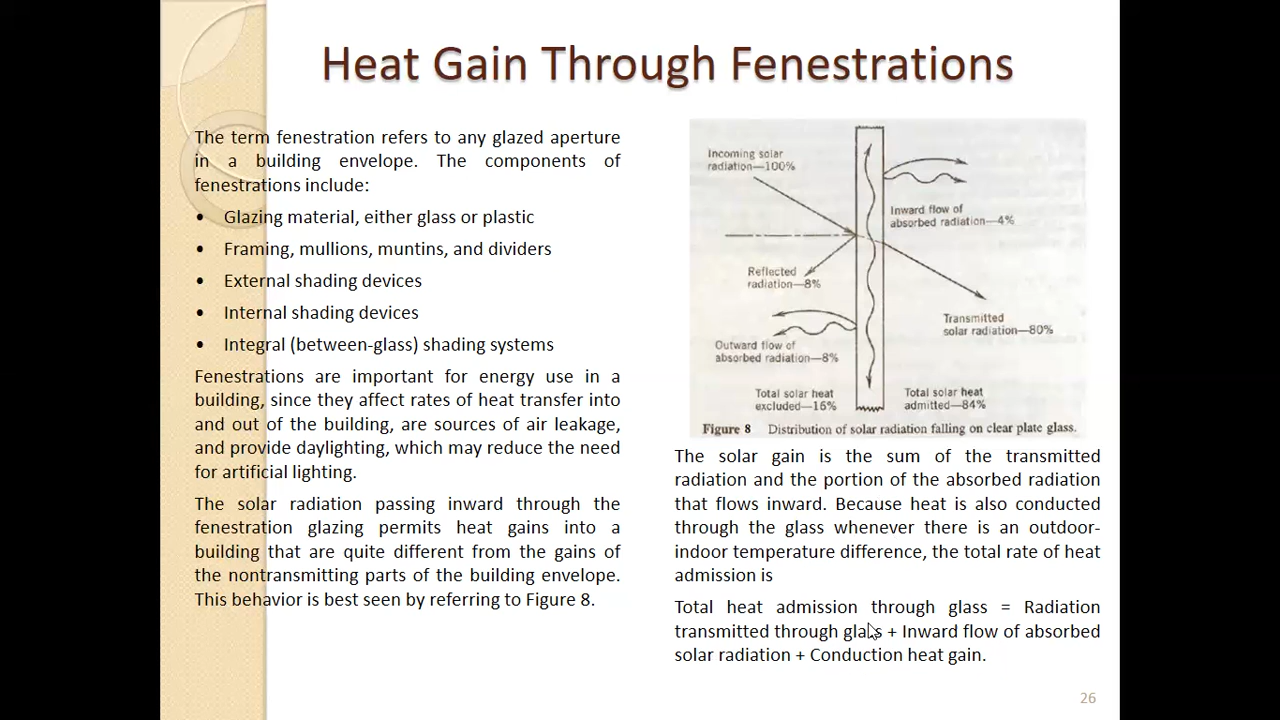 Heat Gain Through Fenestrations
The term fenestration refers to any glazed aperture
in a building envelope. The components of
fenestrations include:
• Glazing material, either glass or plastic
• Framing, mullions, muntins, and dividers
• External shading devices
• Internal shading devices
• Integral (between-glass) shading systems
Fenestrations are important for energy use in a
building, since they affect rates of heat transfer into
and out of the building, are sources of air leakage,
and provide daylighting, which may reduce the need
for artificial lighting.
The solar radiation passing inward through the
fenestration glazing permits heat gains into a
building that are quite different from the gains of
the nontransmitting parts of the building envelope.
This behavior is best seen by referring to Figure 8.
Incoming solar
radiation—100%
Inward flow of
absorbed radiation—4%
Reflected
radiation—8%
Transmitted
solar radiation—80%
Outward flow of
absorbed radiation—8%
Total solar heat
excluded—16%
Total solar heat
admitted—84%
Figure 8 Distribution of solar radiation falling on clear plate glass.
The solar gain is the sum of the transmitted
radiation and the portion of the absorbed radiation
that flows inward. Because heat is also conducted
through the glass whenever there is an outdoor-
indoor temperature difference, the total rate of heat
admission is
Total heat admission through glass = Radiation
transmitted through glass + Inward flow of absorbed
solar radiation + Conduction heat gain.
26